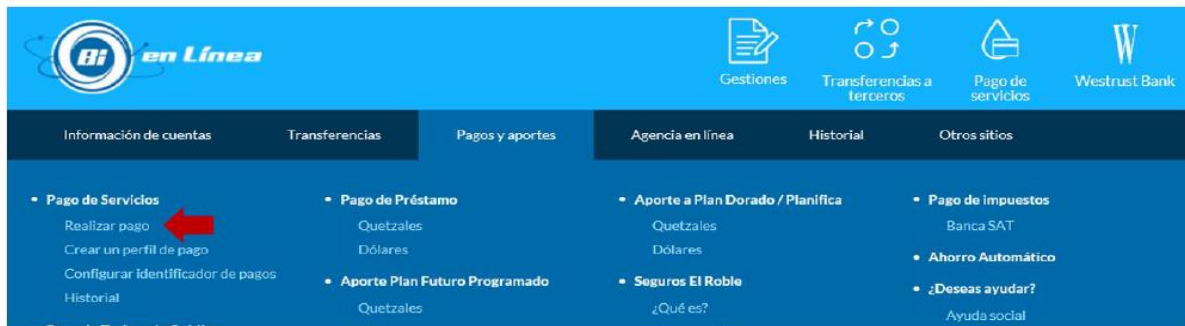 Bi en Línea
Gestiones
Transferencias a
terceros
Pago de
servicios
W
Westrust Bank
Información de cuentas
Transferencias
Pagos y aportes
Agencia en línea
Historial
Otros sitios
• Pago de Servicios
Realizar pago
Crear un perfil de pago
Configurar identificador de pagos
Historial
• Pago de Préstamo
Quetzales
Dólares
• Aporte Plan Futuro Programado
Quetzales
• Aporte a Plan Dorado / Planifica
Quetzales
Dólares
• Seguros El Roble
¿Qué es?
• Pago de impuestos
Banca SAT
• Ahorro Automático
• ¿Deseas ayudar?
Ayuda social